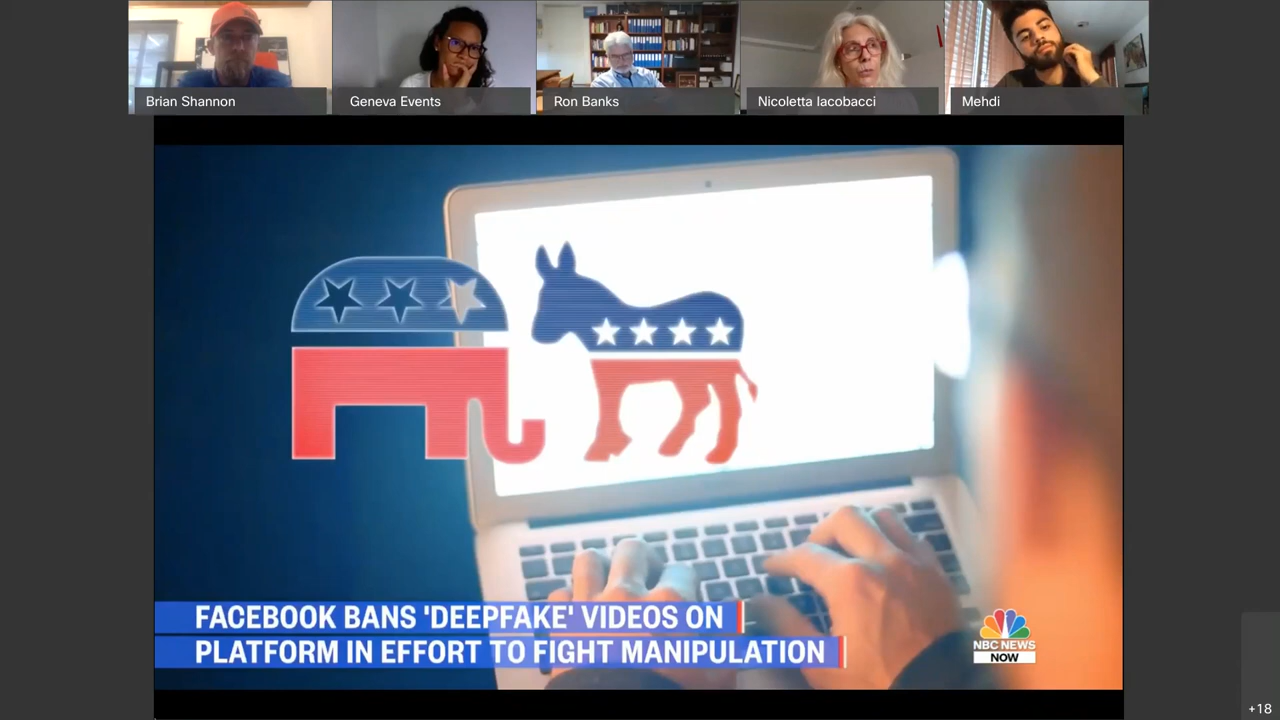 Brian Shannon
Geneva Events
Ron Banks
Nicoletta Iacobacci
Mehdi
FACEBOOK BANS 'DEEPFAKE' VIDEOS ON
PLATFORM IN EFFORT TO FIGHT MANIPULATION
NBC NEWS
NOW
+18